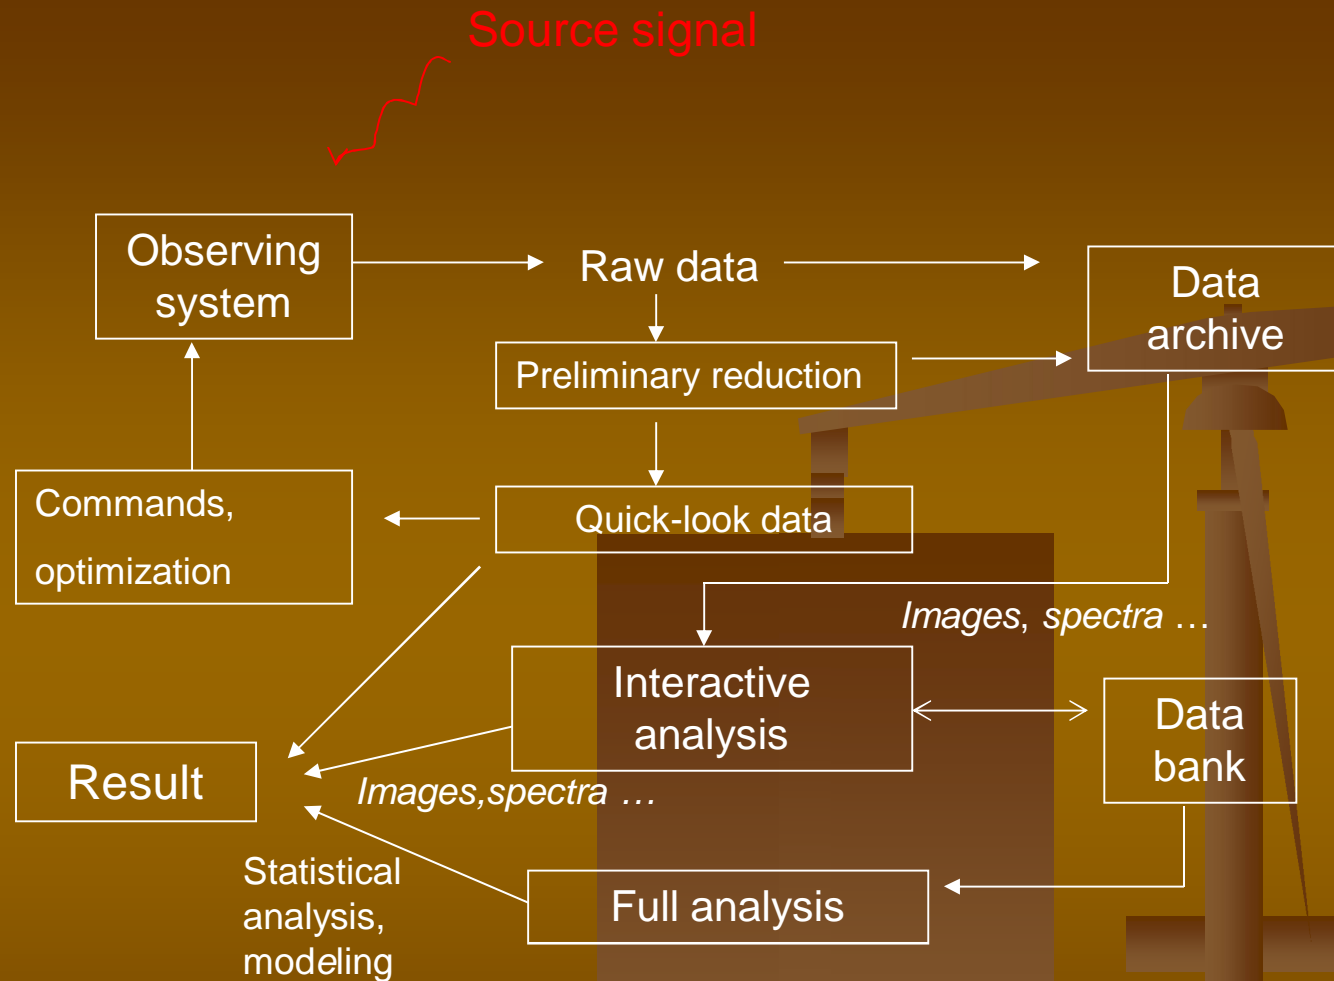 Source signal
Observing
system
Raw data
Data
archive
Preliminary reduction
Commands,
optimization
Quick-look data
Images, spectra …
Interactive
analysis
Data
bank
Result
Images,spectra …
Statistical
analysis,
modeling
Full analysis